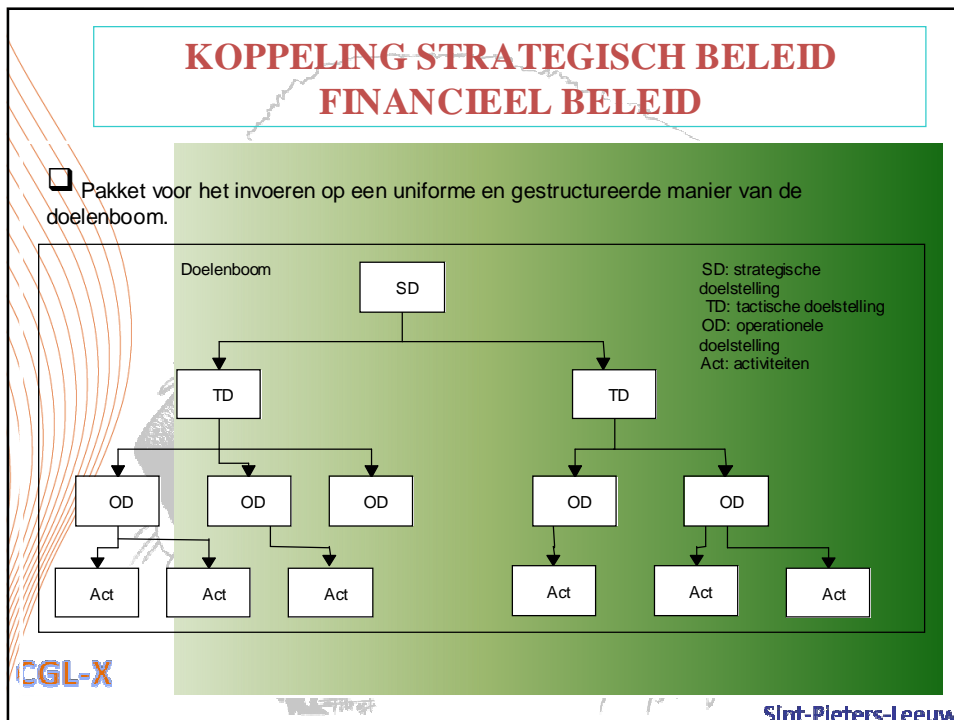 KOPPELING STRATEGISCH BELEID
FINANCIEEL BELEID
Pakket voor het invoeren op een uniforme en gestructureerde manier van de
doelenboom.
Doelenboom
SD: strategische
doelstelling
TD: tactische doelstelling
OD: operationele
doelstelling
Act: activiteiten
SD
TD TD
OD OD OD OD OD
Act Act Act Act Act Act
CGL-X
Sint-Pieters-Leeuw